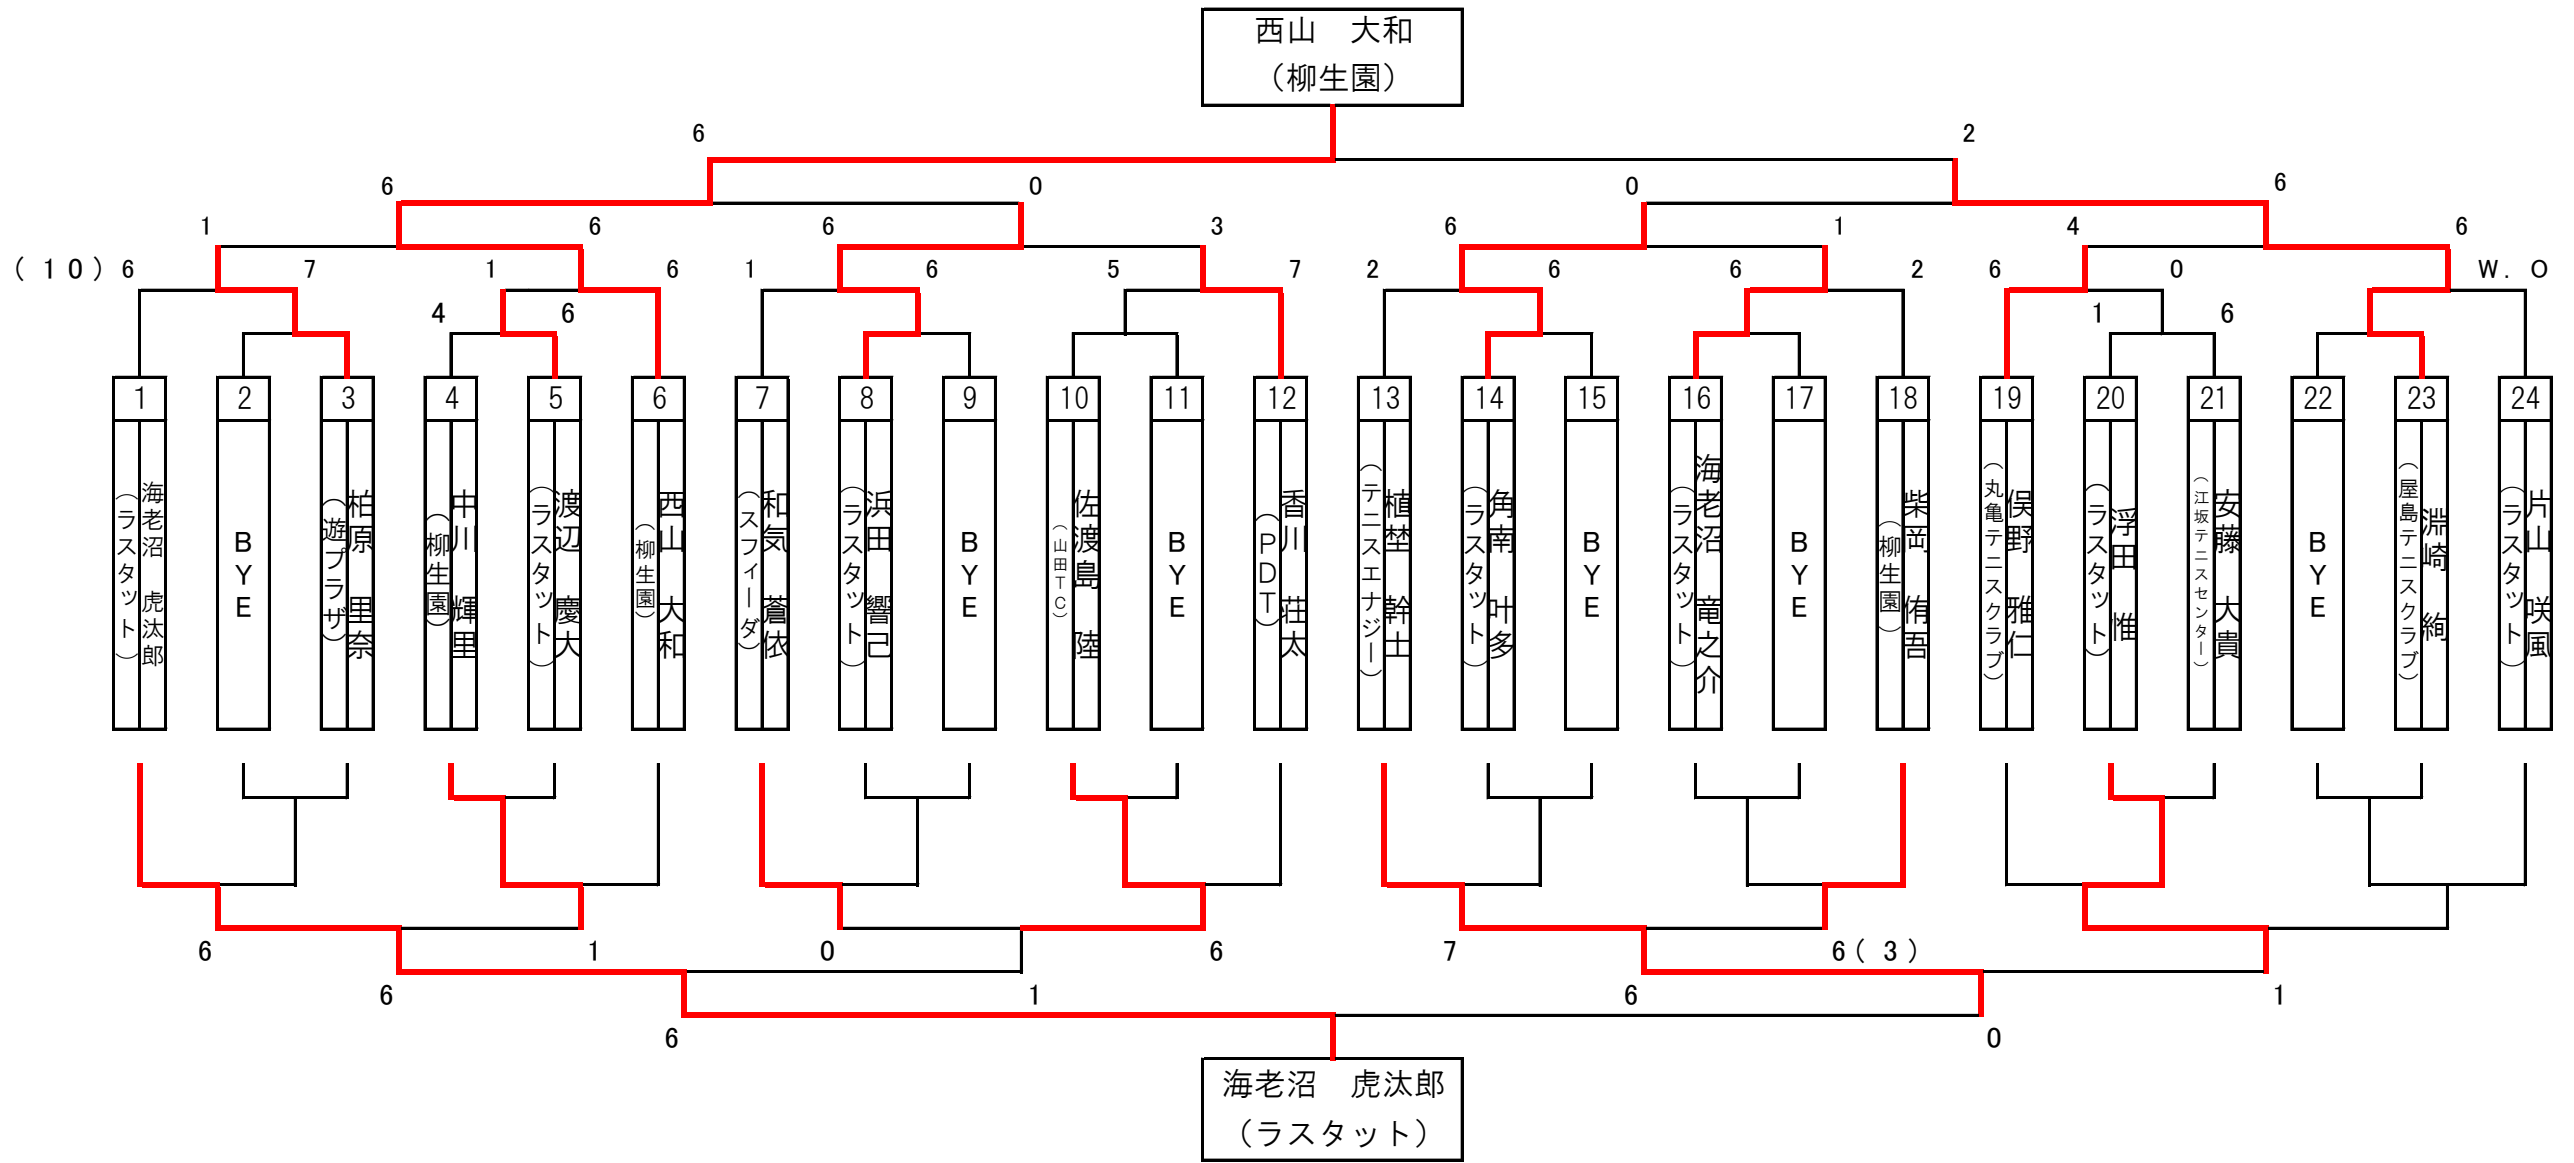 西山　大和
（柳生園）
6 2
6 0 0 6
1 6 6 3 6 1 4 6
(10) 6 7 1 6 1 6 5 7 2 6 6 2 6 0 W. O
4 6 1 6
1 2 3 4 5 6 7 8 9 10 11 12 13 14 15 16 17 18 19 20 21 22 23 24
海老沼　虎汰郎
（ラスタット）
BYE
柏原　里奈
（遊プラザ）
中川　輝里
（柳生園）
渡辺　慶大
（ラスタット）
西山　大和
（柳生園）
和気　蒼依
（スフィーダ）
浜田　響己
（ラスタット）
BYE
佐渡島　陸
（山田TC）
BYE
香川　荘太
（PDT）
植埜　幹士
（テニスエナジー）
角南　叶多
（ラスタット）
BYE
海老沼　竜之介
（ラスタット）
BYE
柴岡　侑吾
（柳生園）
俣野　雅仁
（丸亀テニスクラブ）
浮田　惟
（ラスタット）
安藤　大貴
（江坂テニスセンター）
BYE
淵崎　絢
（屋島テニスクラブ）
片山　咲風
（ラスタット）
6 1 0 6 7 6(3)
6 1 6 1
6 0
海老沼　虎汰郎
（ラスタット）